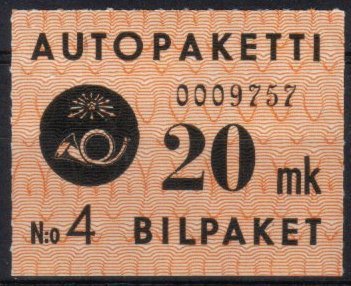 AUTOPAKETTI
0009757
20 mk
N:o 4 BILPAKET